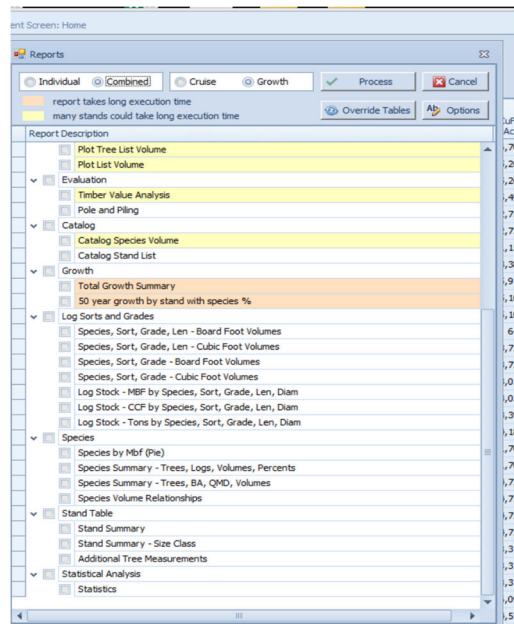 ent Screen: Home
Reports
Individual Combined Cruise Growth Process Cancel
report takes long execution time
many stands could take long execution time
Override Tables Options
Report Description
Plot Tree List Volume
Plot List Volume
Evaluation
Timber Value Analysis
Pole and Piling
Catalog
Catalog Species Volume
Catalog Stand List
Growth
Total Growth Summary
50 year growth by stand with species %
Log Sorts and Grades
Species, Sort, Grade, Len - Board Foot Volumes
Species, Sort, Grade, Len - Cubic Foot Volumes
Species, Sort, Grade - Board Foot Volumes
Species, Sort, Grade - Cubic Foot Volumes
Log Stock - MBF by Species, Sort, Grade, Len, Diam
Log Stock - CCF by Species, Sort, Grade, Len, Diam
Log Stock - Tons by Species, Sort, Grade, Len, Diam
Species
Species by Mbf (Pie)
Species Summary - Trees, Logs, Volumes, Percents
Species Summary - Trees, BA, QMD, Volumes
Species Volume Relationships
Stand Table
Stand Summary
Stand Summary - Size Class
Additional Tree Measurements
Statistical Analysis
Statistics